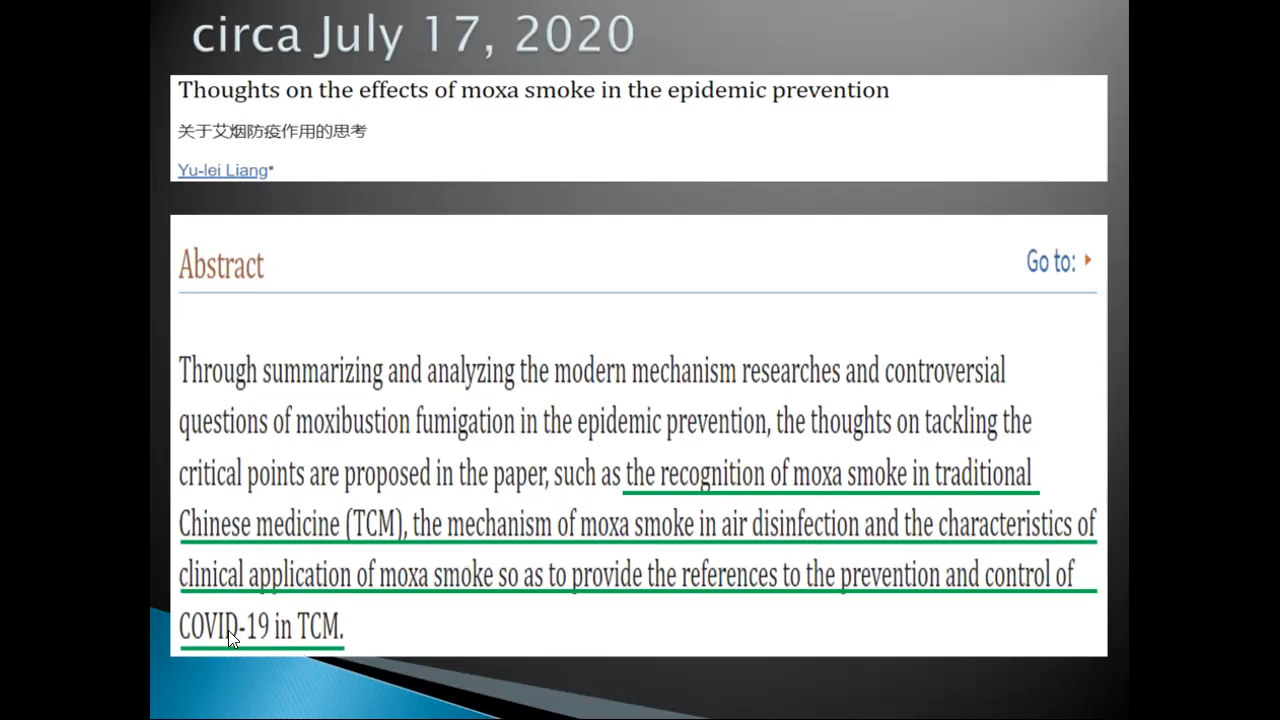 circa July 17, 2020
Thoughts on the effects of moxa smoke in the epidemic prevention
关于艾烟防疫作用的思考
Yu-lei Liang*
Abstract
Go to:
Through summarizing and analyzing the modern mechanism researches and controversial
questions of moxibustion fumigation in the epidemic prevention, the thoughts on tackling the
critical points are proposed in the paper, such as the recognition of moxa smoke in traditional
Chinese medicine (TCM), the mechanism of moxa smoke in air disinfection and the characteristics of
clinical application of moxa smoke so as to provide the references to the prevention and control of
COVID-19 in TCM.